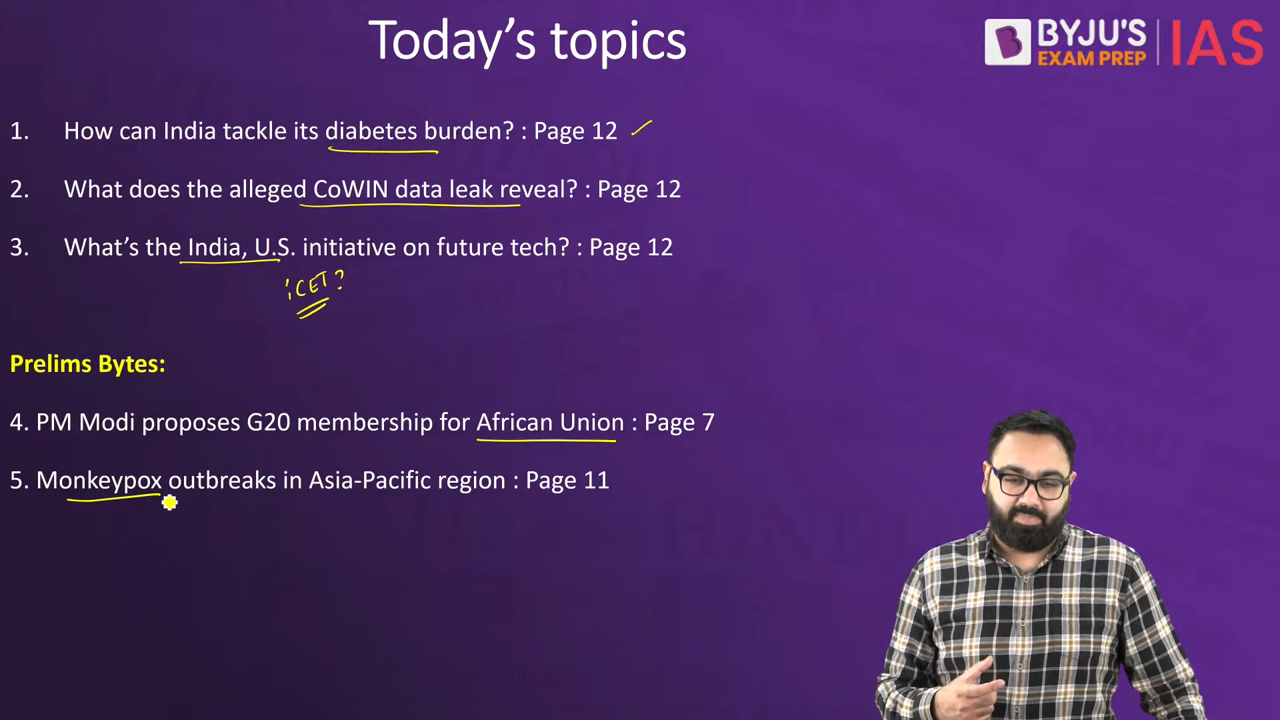 Today's topics
BYJU'S
EXAM PREP
IAS
1. How can India tackle its diabetes burden? : Page 12
2. What does the alleged CoWIN data leak reveal? : Page 12
3. What's the India, U.S. initiative on future tech? : Page 12
iCET?
Prelims Bytes:
4. PM Modi proposes G20 membership for African Union : Page 7
5. Monkeypox outbreaks in Asia-Pacific region : Page 11